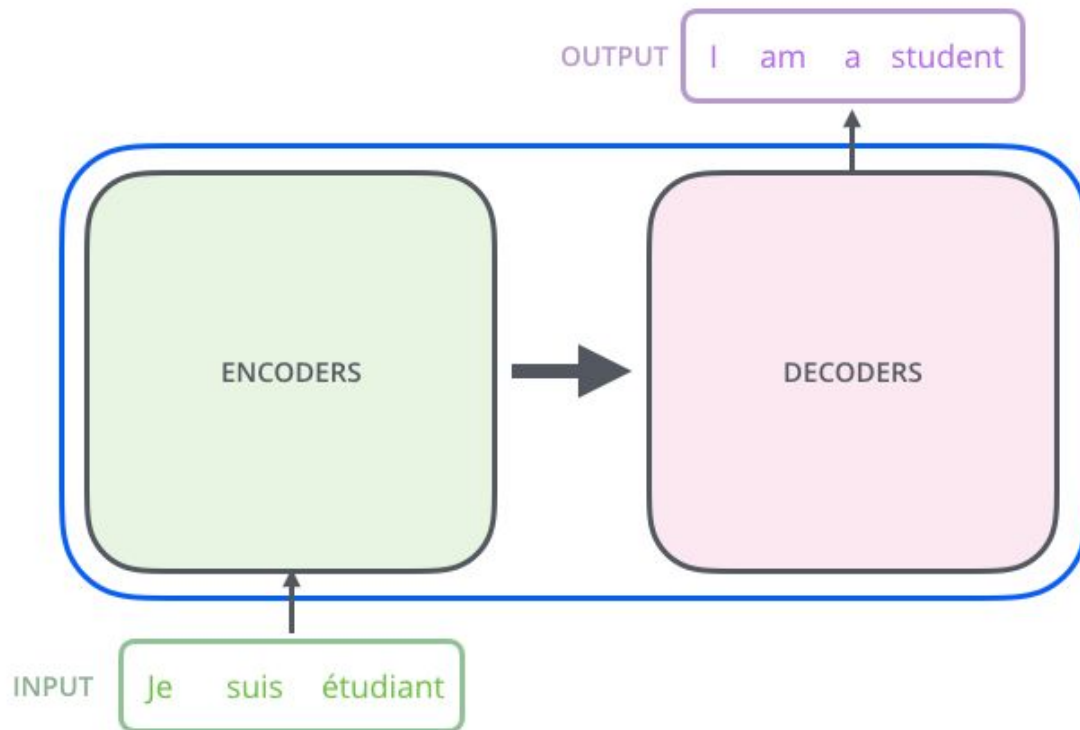 OUTPUT I am a student
ENCODERS DECODERS
INPUT Je suis étudiant